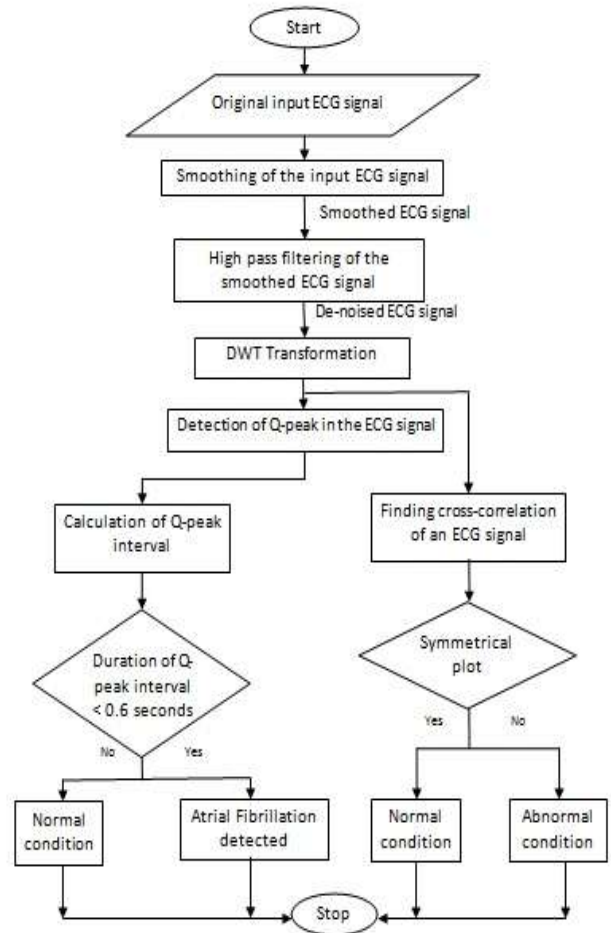 Start
Original input ECG signal
Smoothing of the input ECG signal
Smoothed ECG signal
High pass filtering of the
smoothed ECG signal
De-noised ECG signal
DWT Transformation
Detection of Q-peak in the ECG signal
Calculation of Q-peak
interval
Finding cross-correlation
of an ECG signal
Duration of Q-
peak interval
< 0.6 seconds
Symmetrical
plot
No
Yes
Yes
No
Normal
condition
Atrial Fibrillation
detected
Normal
condition
Abnormal
condition
Stop